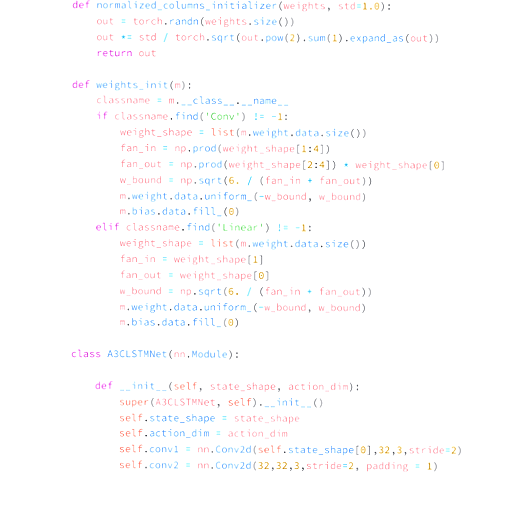 def normalized_columns_initializer(weights, std=1.0):
    out = torch.randn(weights.size())
    out *= std / torch.sqrt(out.pow(2).sum(1).expand_as(out))
    return out

def weights_init(m):
    classname = m.__class__.__name__
    if classname.find('Conv') != -1:
        weight_shape = list(m.weight.data.size())
        fan_in = np.prod(weight_shape[1:4])
        fan_out = np.prod(weight_shape[2:4]) * weight_shape[0]
        w_bound = np.sqrt(6. / (fan_in + fan_out))
        m.weight.data.uniform_(-w_bound, w_bound)
        m.bias.data.fill_(0)
    elif classname.find('Linear') != -1:
        weight_shape = list(m.weight.data.size())
        fan_in = weight_shape[1]
        fan_out = weight_shape[0]
        w_bound = np.sqrt(6. / (fan_in + fan_out))
        m.weight.data.uniform_(-w_bound, w_bound)
        m.bias.data.fill_(0)

class A3CLSTMNet(nn.Module):

    def __init__(self, state_shape, action_dim):
        super(A3CLSTMNet, self).__init__()
        self.state_shape = state_shape
        self.action_dim = action_dim
        self.conv1 = nn.Conv2d(self.state_shape[0],32,3,stride=2)
        self.conv2 = nn.Conv2d(32,32,3,stride=2, padding = 1)